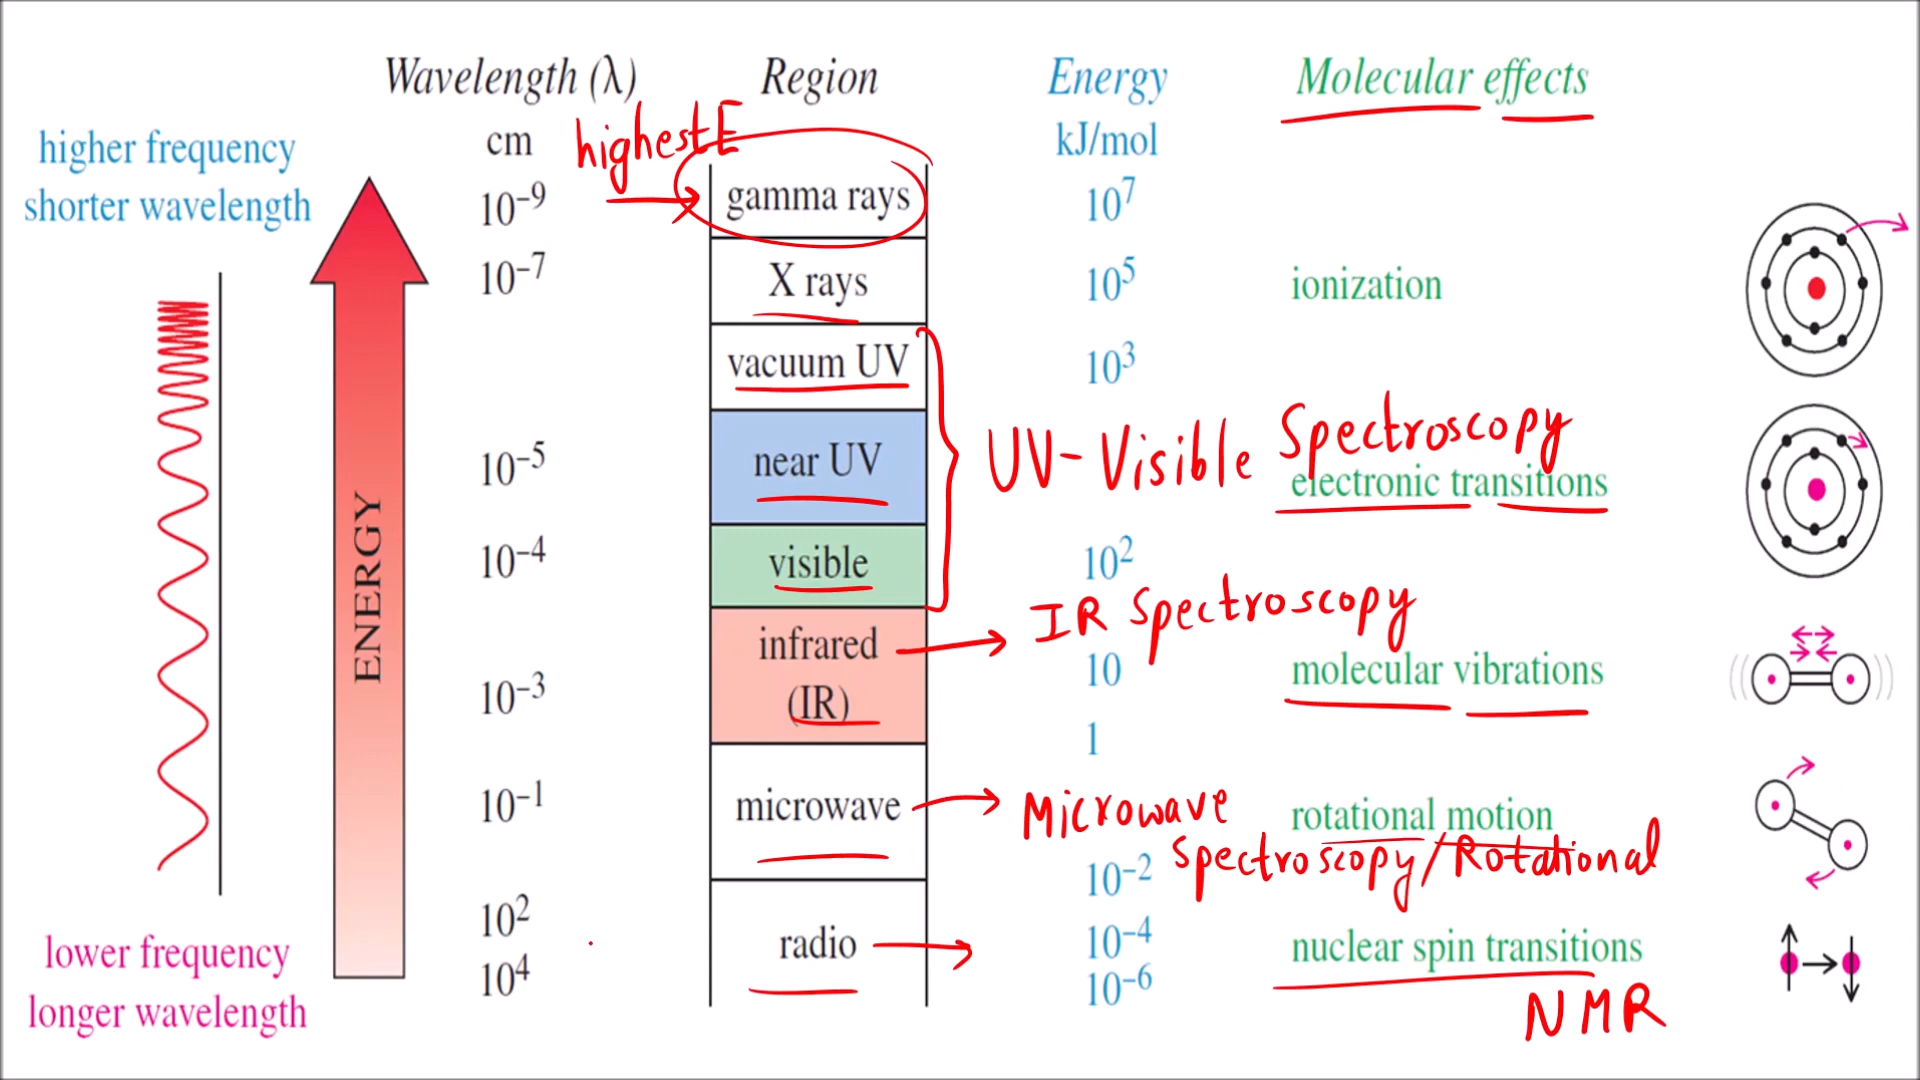 Wavelength (λ) Region Energy Molecular effects
highest E
higher frequency cm kJ/mol
shorter wavelength 10⁻⁹ gamma rays 10⁷
10⁻⁷ X rays 10⁵ ionization
vacuum UV 10³
UV-Visible Spectroscopy
10⁻⁵ near UV electronic transitions
10⁻⁴ visible 10²
IR Spectroscopy
ENERGY
infrared 10 molecular vibrations
10⁻³ (IR)
1
10⁻¹ microwave Microwave rotational motion
10⁻² Spectroscopy/Rotational
10²
lower frequency radio 10⁻⁴ nuclear spin transitions
10⁴ 10⁻⁶
longer wavelength NMR